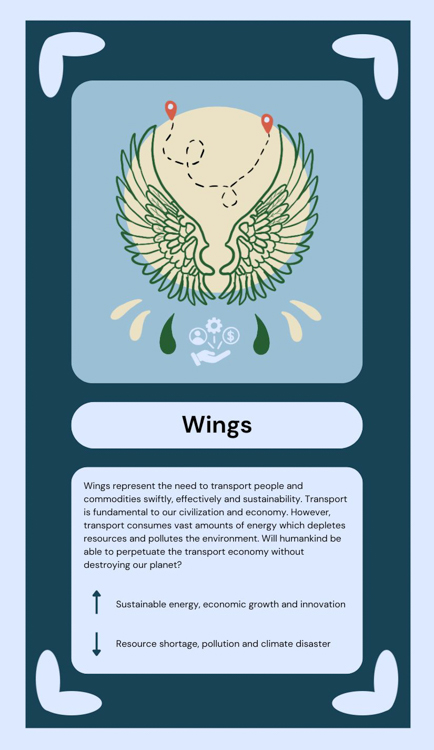 $
Wings
Wings represent the need to transport people and
commodities swiftly, effectively and sustainability. Transport
is fundamental to our civilization and economy. However,
transport consumes vast amounts of energy which depletes
resources and pollutes the environment. Will humankind be
able to perpetuate the transport economy without
destroying our planet?
Sustainable energy, economic growth and innovation
Resource shortage, pollution and climate disaster